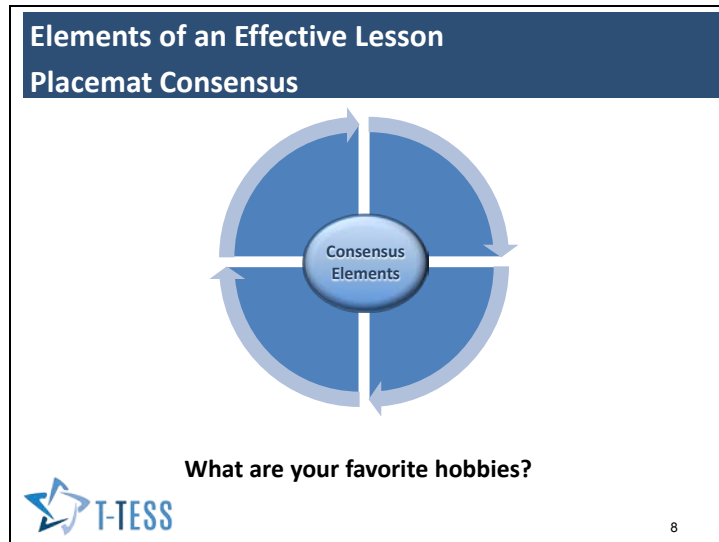 Elements of an Effective Lesson
Placemat Consensus
Consensus
Elements
What are your favorite hobbies?
T-TESS
8